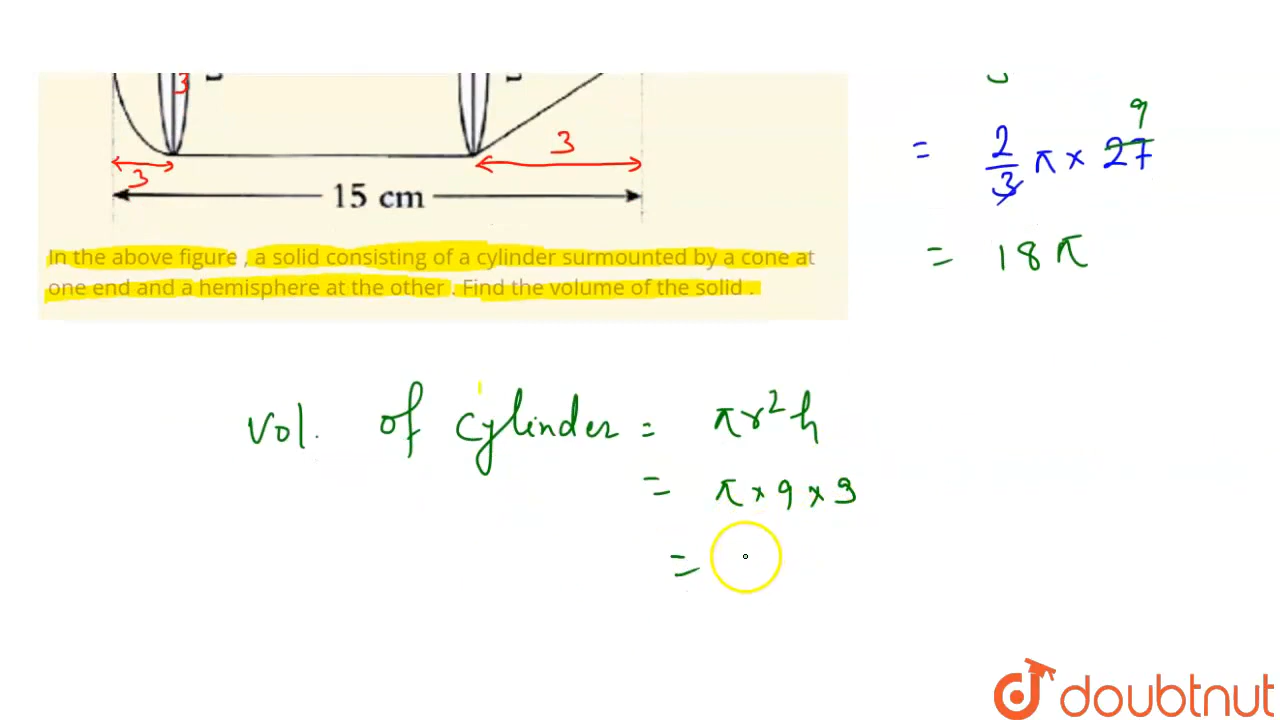 3
3
3
15 cm
In the above figure , a solid consisting of a cylinder surmounted by a cone at
one end and a hemisphere at the other . Find the volume of the solid .
9
= 2/3 π × 27
= 18 π
Vol. of cylinder = πr²h
= π × 9 × 9
=
doubtnut